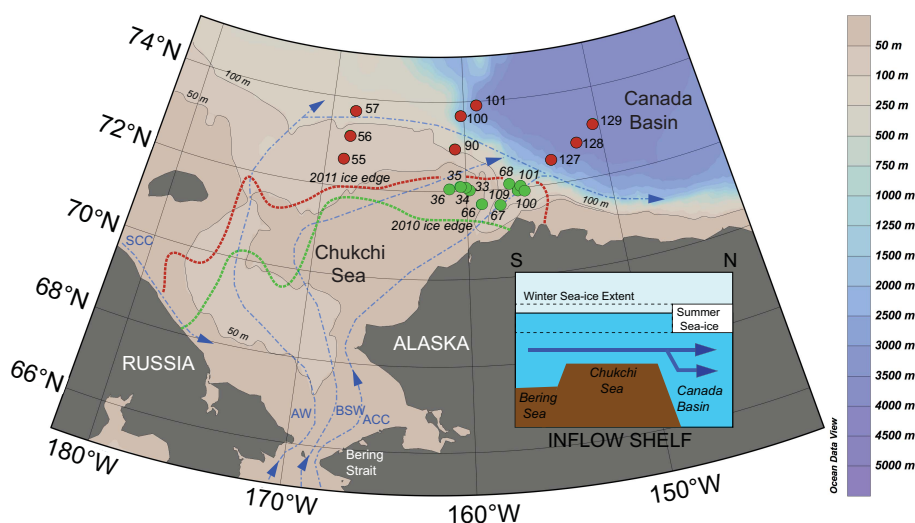 74°N
72°N
70°N
68°N
66°N
180°W
170°W
160°W
150°W
100 m
50 m
57
56
55
101
100
90
129
128
127
Canada
Basin
2011 ice edge
35
36
34
33
66
68
101
109
100
67
2010 ice edge
100 m
SCC
Chukchi
Sea
50 m
RUSSIA
ALASKA
AW
BSW
ACC
Bering
Strait
S
N
Winter Sea-ice Extent
Summer
Sea-ice
Chukchi
Sea
Bering
Sea
Canada
Basin
INFLOW SHELF
Ocean Data View
50 m
100 m
250 m
500 m
750 m
1000 m
1250 m
1500 m
2000 m
2500 m
3000 m
3500 m
4000 m
4500 m
5000 m